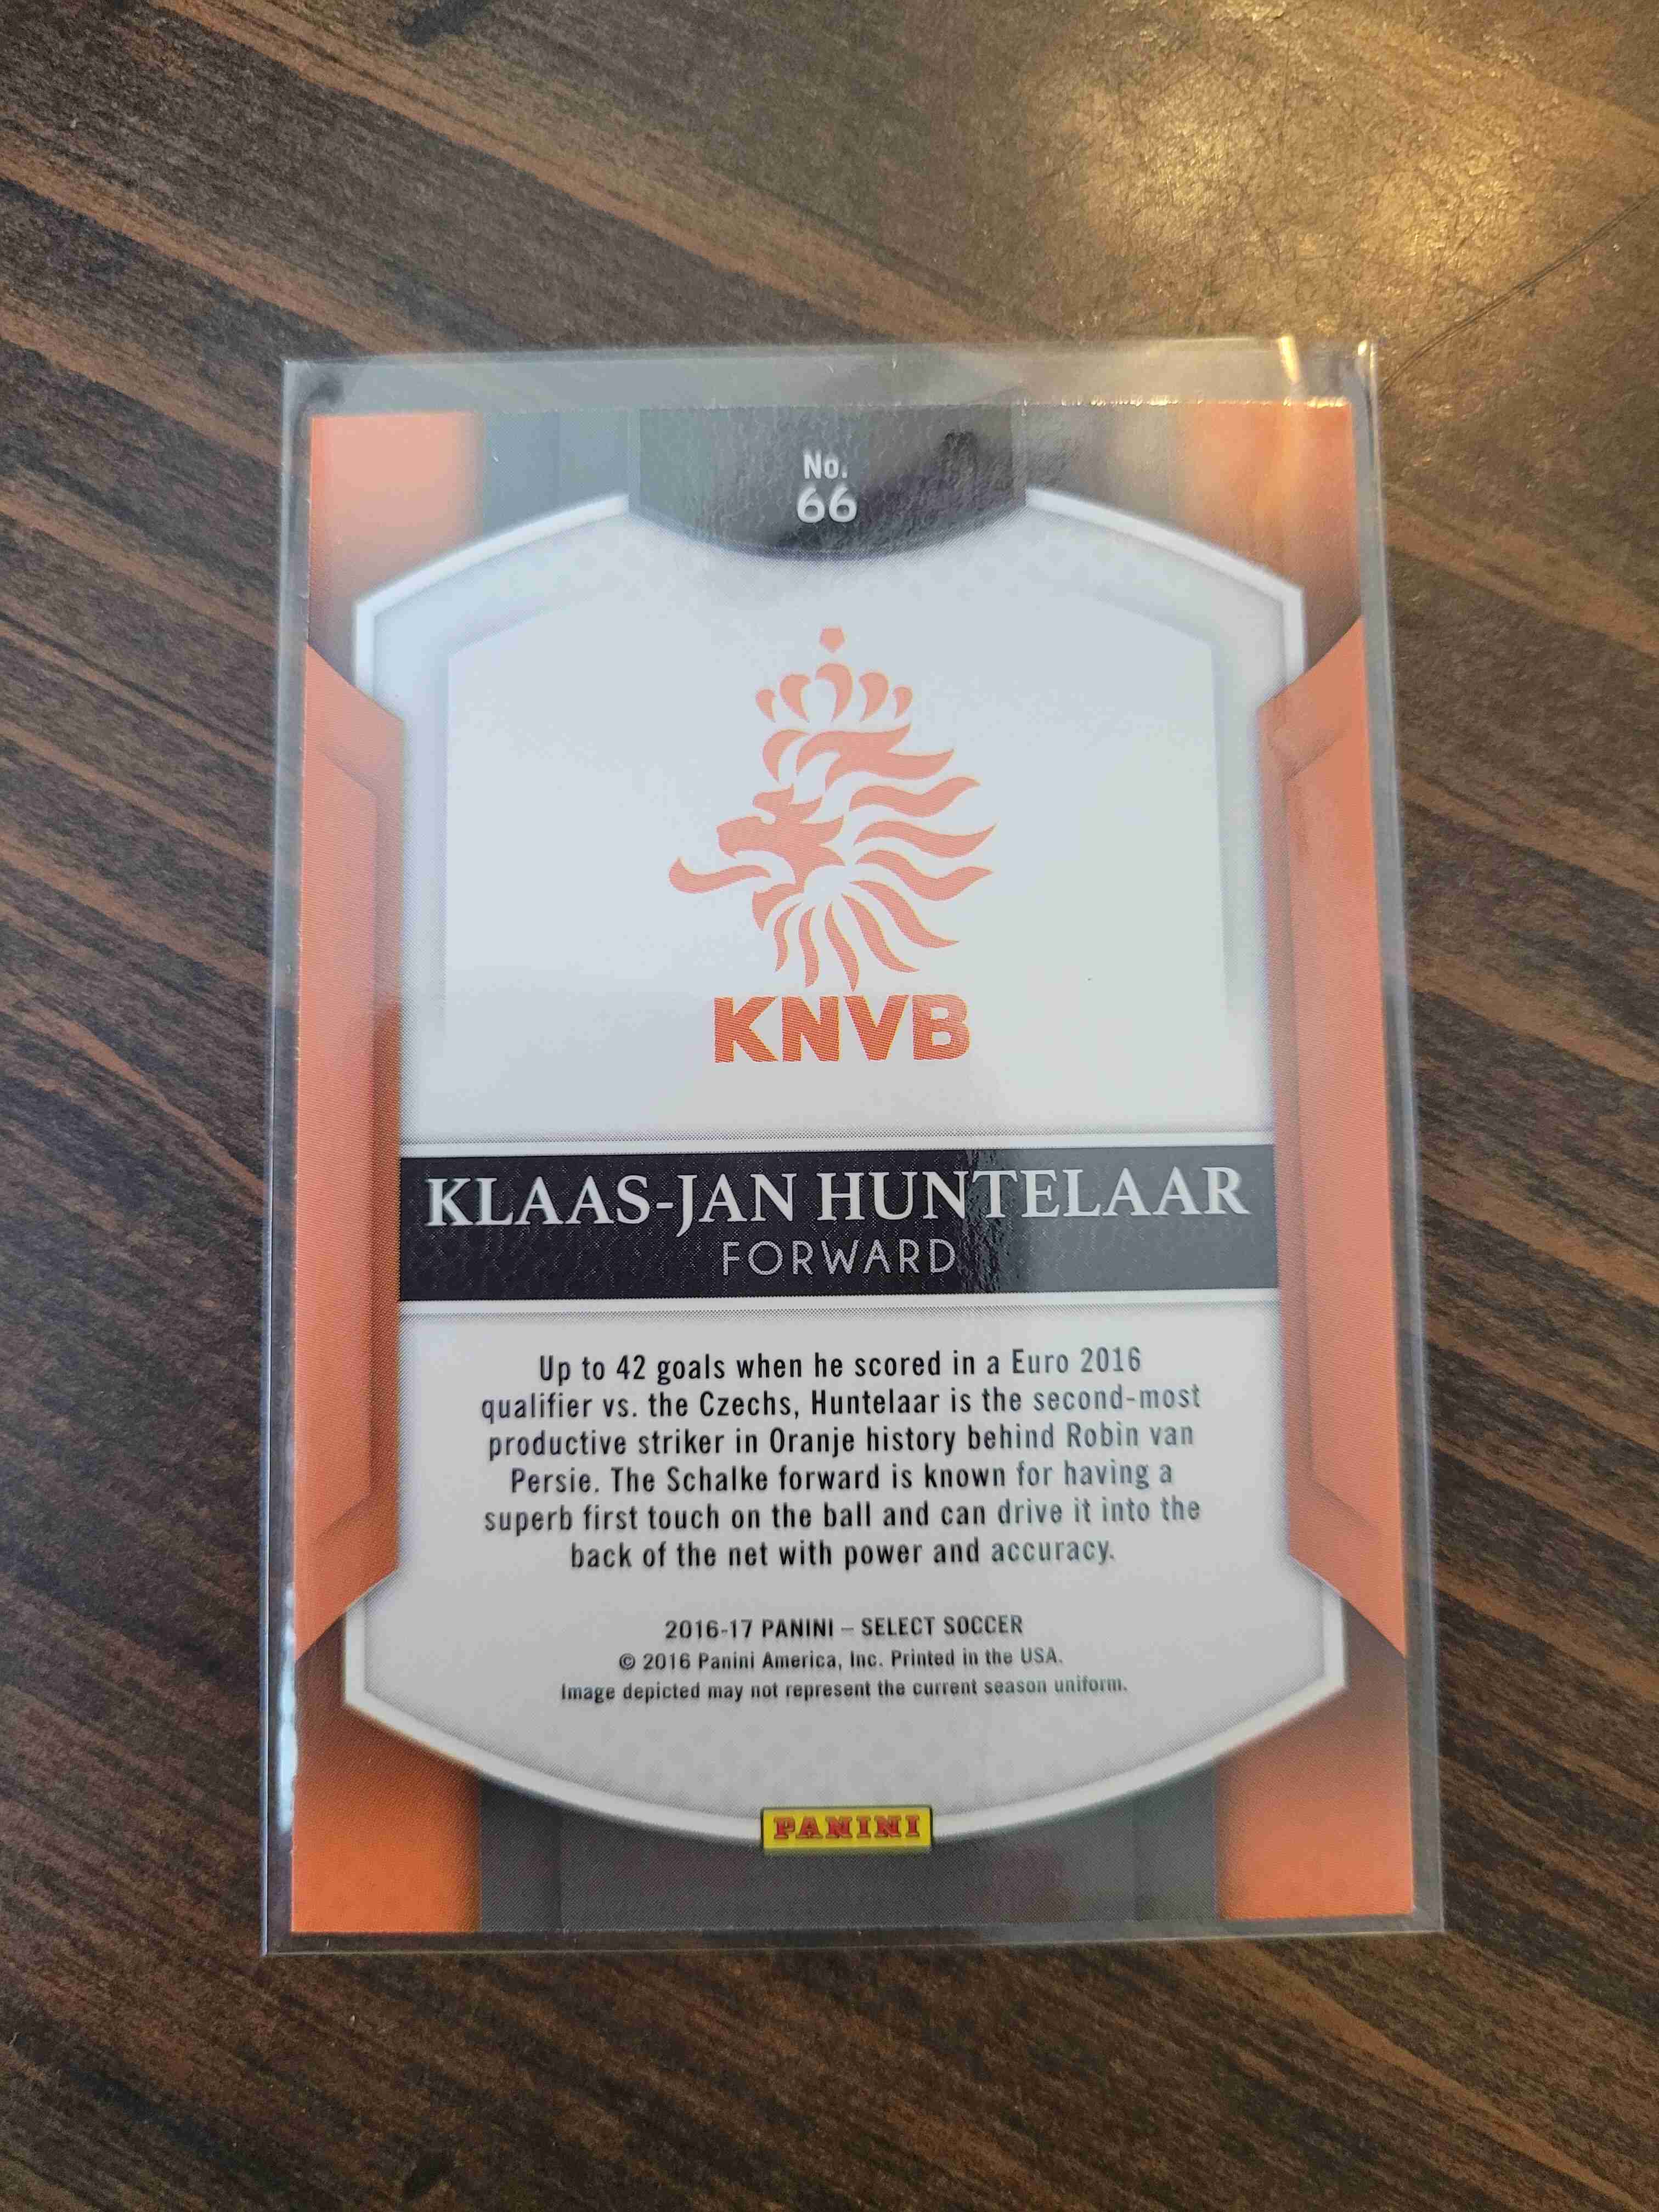 No.
66
KNVB
KLAAS-JAN HUNTELAAR
FORWARD
Up to 42 goals when he scored in a Euro 2016
qualifier vs. the Czechs, Huntelaar is the second-most
productive striker in Oranje history behind Robin van
Persie. The Schalke forward is known for having a
superb first touch on the ball and can drive it into the
back of the net with power and accuracy.
2016-17 PANINI – SELECT SOCCER
© 2016 Panini America, Inc. Printed in the USA.
Image depicted may not represent the current season uniform.
PANINI